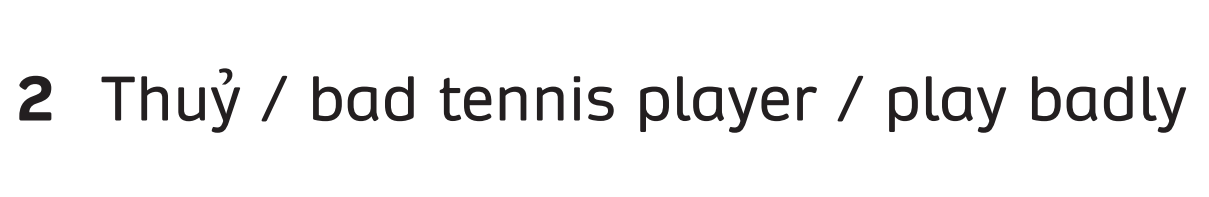 2 Thuỷ / bad tennis player / play badly